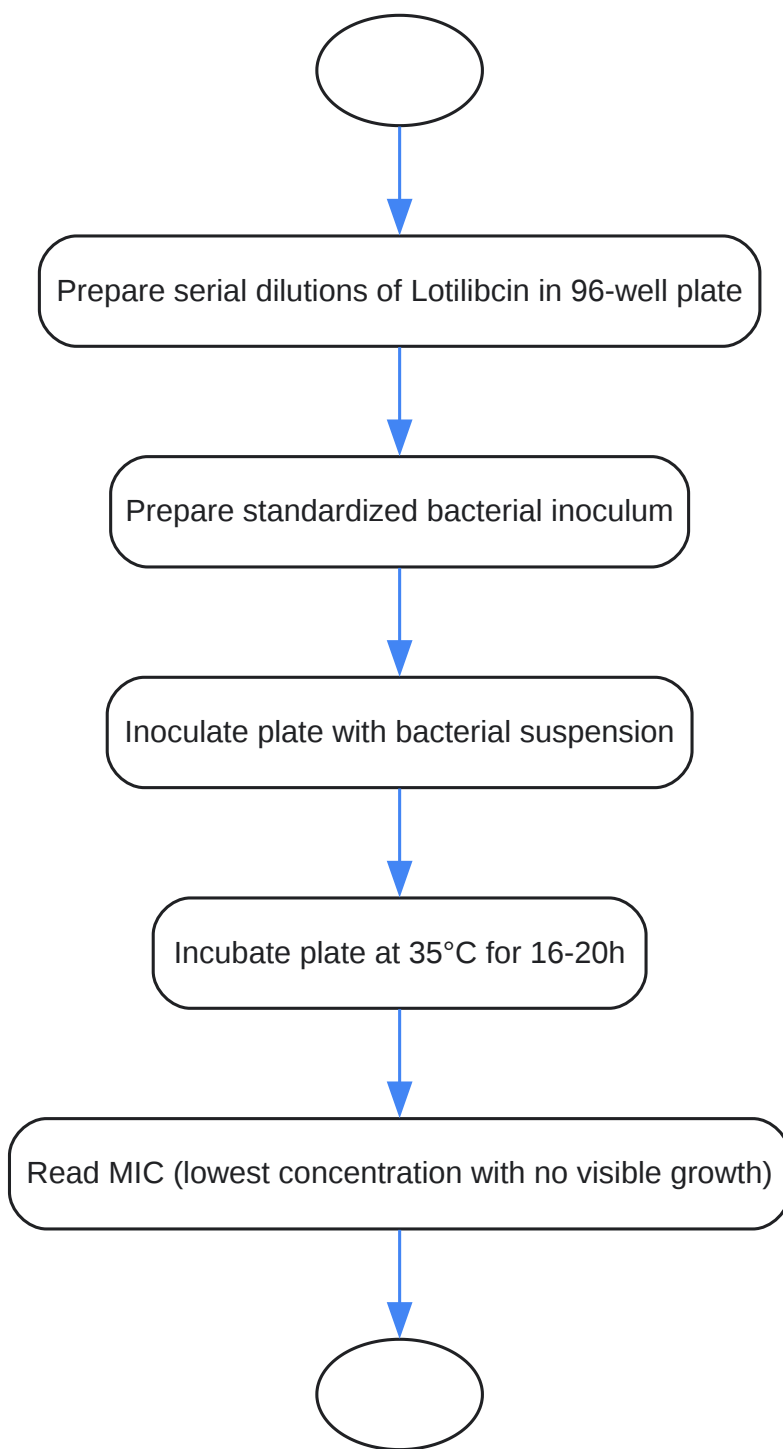 Prepare serial dilutions of Lotilibcin in 96-well plate
Prepare standardized bacterial inoculum
Inoculate plate with bacterial suspension
Incubate plate at 35°C for 16-20h
Read MIC (lowest concentration with no visible growth)